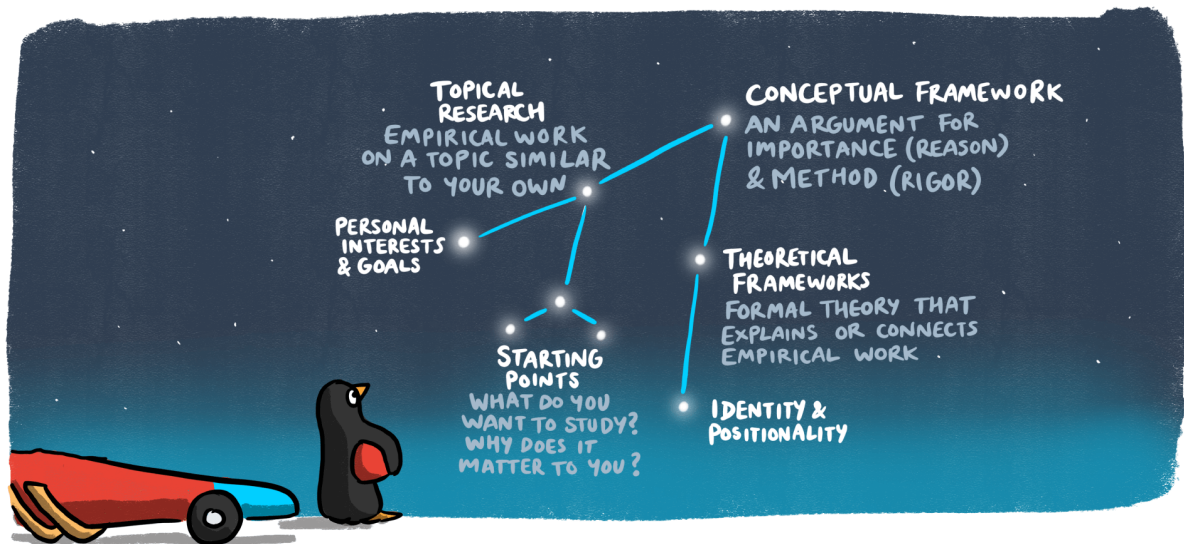 TOPICAL
RESEARCH
EMPIRICAL WORK
ON A TOPIC SIMILAR
TO YOUR OWN
PERSONAL
INTERESTS
& GOALS
STARTING
POINTS
WHAT DO YOU
WANT TO STUDY?
WHY DOES IT
MATTER TO YOU?
CONCEPTUAL FRAMEWORK
AN ARGUMENT FOR
IMPORTANCE (REASON)
& METHOD (RIGOR)
THEORETICAL
FRAMEWORKS
FORMAL THEORY THAT
EXPLAINS OR CONNECTS
EMPIRICAL WORK
IDENTITY &
POSITIONALITY